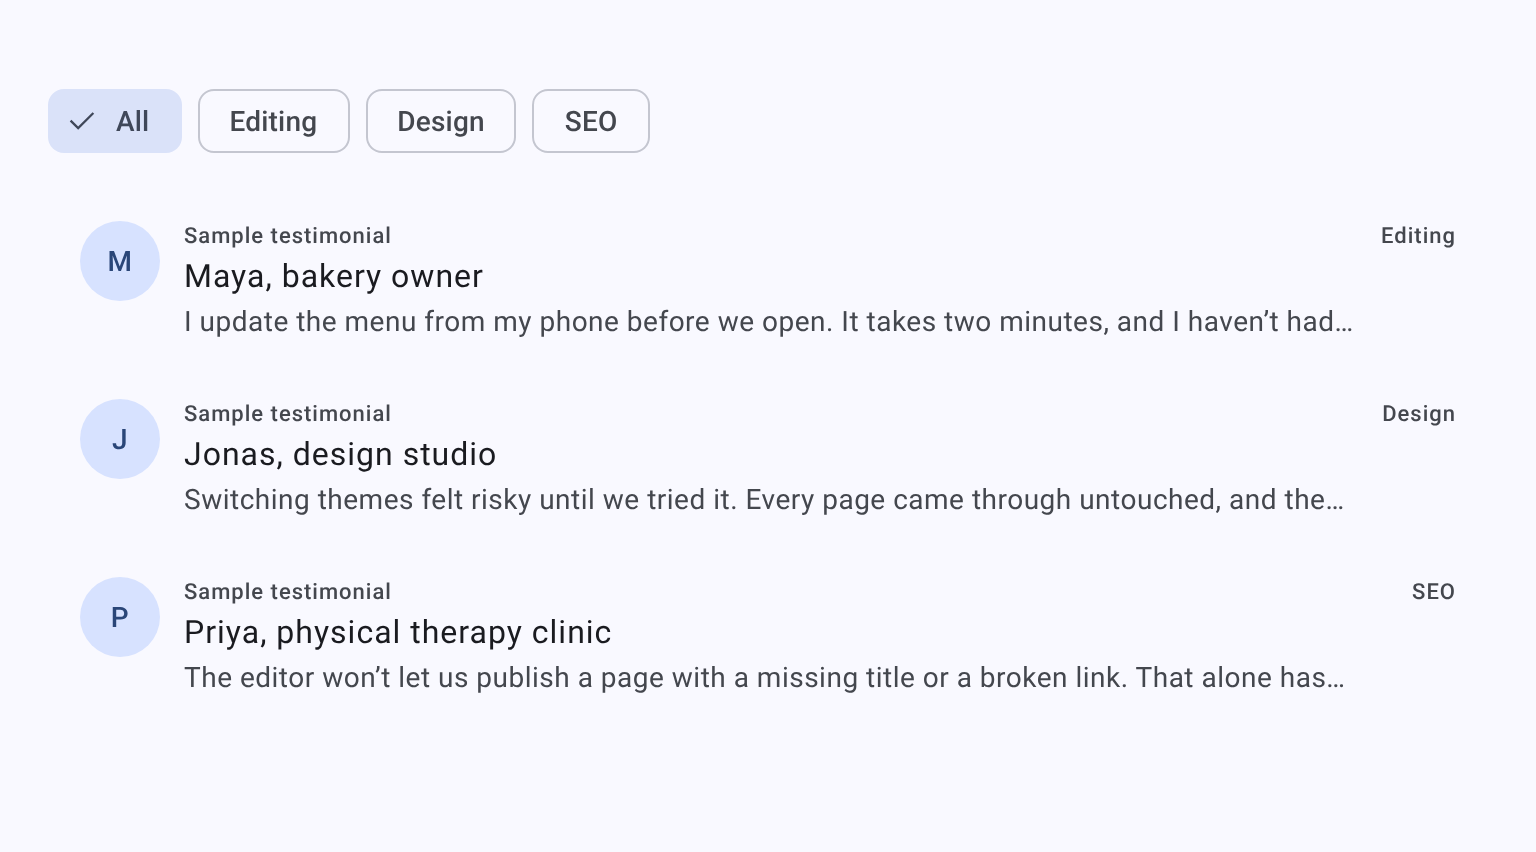 All Editing Design SEO
M
Sample testimonial
Editing
Maya, bakery owner
I update the menu from my phone before we open. It takes two minutes, and I haven’t had…
J
Sample testimonial
Design
Jonas, design studio
Switching themes felt risky until we tried it. Every page came through untouched, and the…
P
Sample testimonial
SEO
Priya, physical therapy clinic
The editor won’t let us publish a page with a missing title or a broken link. That alone has…